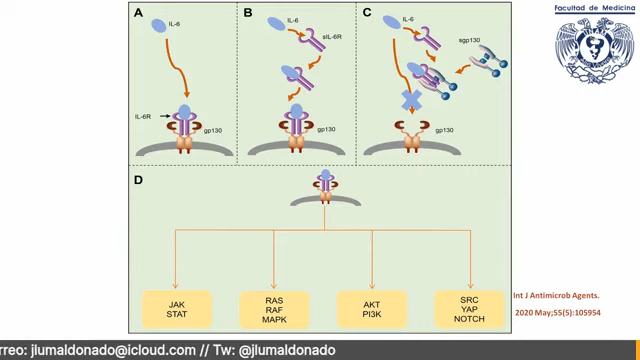 Facultad de Medicina
A
IL-6
IL-6R
gp130
B
IL-6
sIL-6R
gp130
C
IL-6
sgp130
gp130
D
JAK
STAT
RAS
RAF
MAPK
AKT
PI3K
SRC
YAP
NOTCH
Int J Antimicrob Agents.
2020 May;55(5):105954
rreo: jlumaldonado@icloud.com // Tw: @jlumaldonado